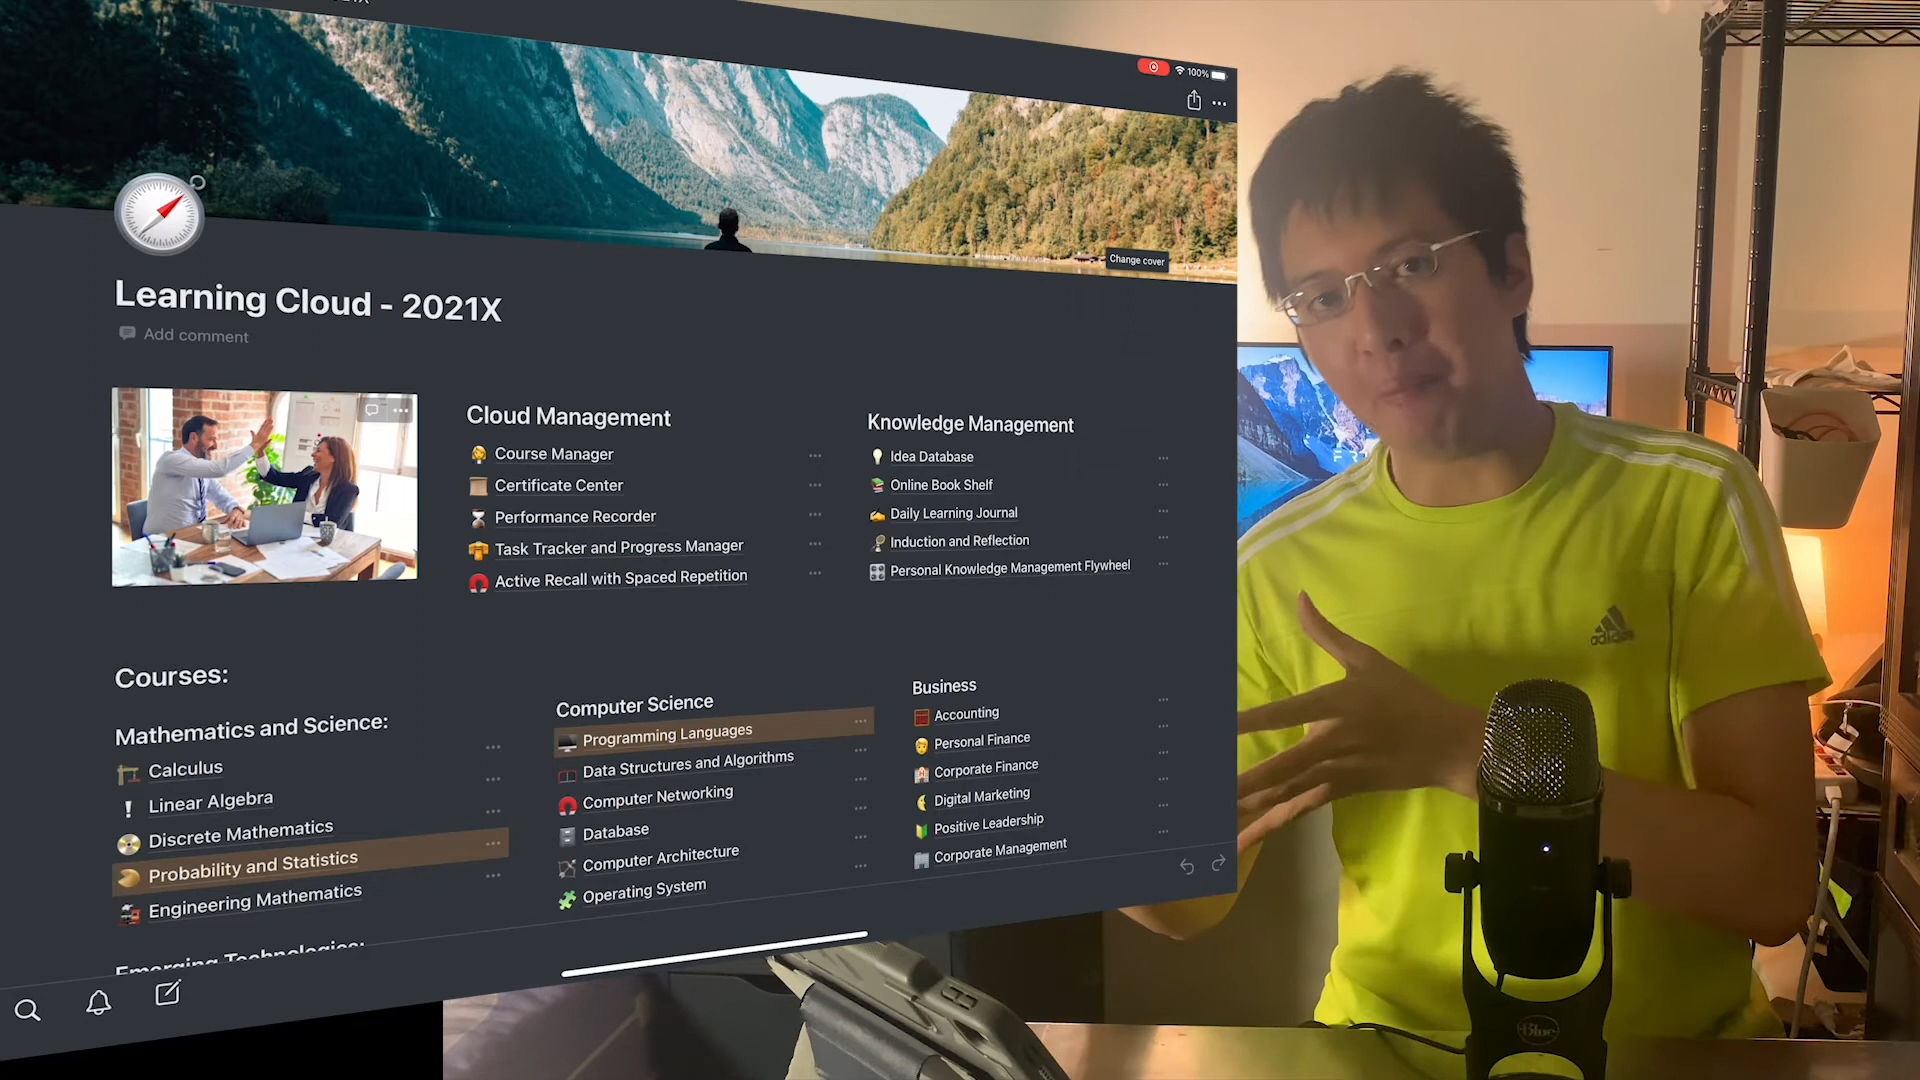 100%
Change cover
Learning Cloud - 2021X
Add comment
Cloud Management
Course Manager
Certificate Center
Performance Recorder
Task Tracker and Progress Manager
Active Recall with Spaced Repetition
Knowledge Management
Idea Database
Online Book Shelf
Daily Learning Journal
Induction and Reflection
Personal Knowledge Management Flywheel
Courses:
Mathematics and Science:
Calculus
Linear Algebra
Discrete Mathematics
Probability and Statistics
Engineering Mathematics
Emerging Technologies:
Computer Science
Programming Languages
Data Structures and Algorithms
Computer Networking
Database
Computer Architecture
Operating System
Business
Accounting
Personal Finance
Corporate Finance
Digital Marketing
Positive Leadership
Corporate Management
adidas
Blue